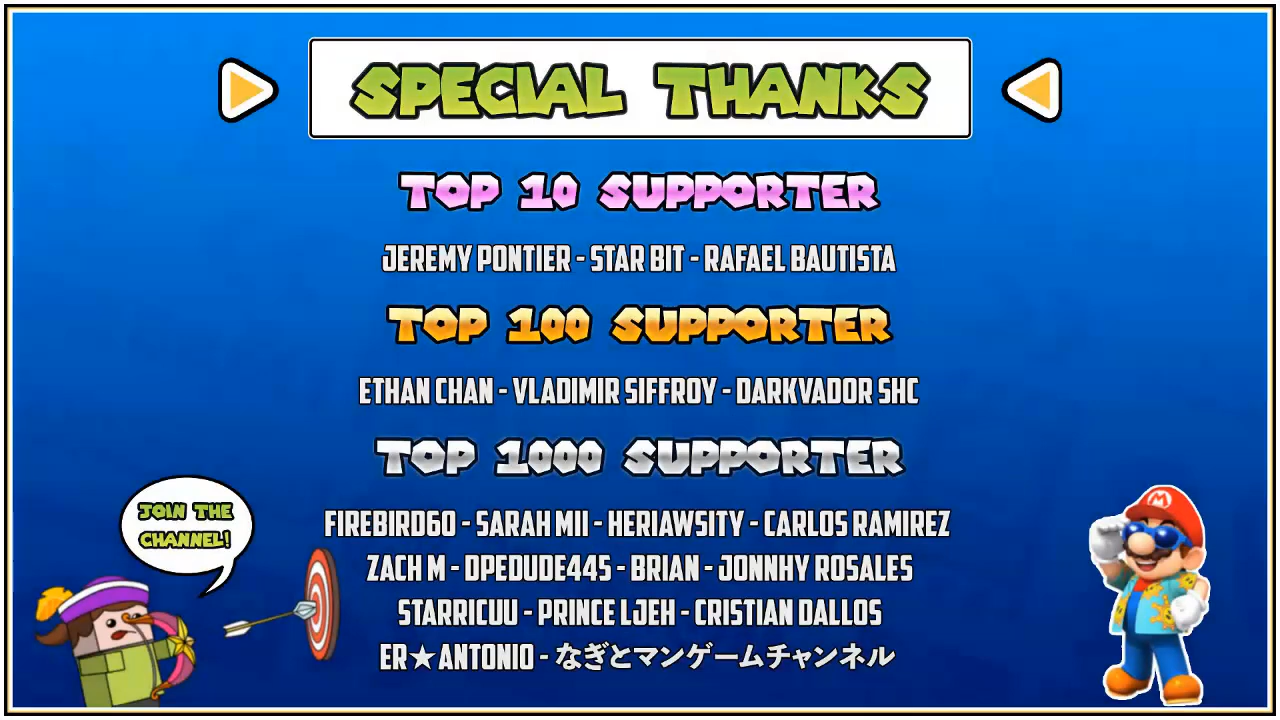 SPECIAL THANKS
TOP 10 SUPPORTER
JEREMY PONTIER - STAR BIT - RAFAEL BAUTISTA
TOP 100 SUPPORTER
ETHAN CHAN - VLADIMIR SIFFROY - DARKVADOR SHC
TOP 1000 SUPPORTER
FIREBIRD60 - SARAH MII - HERIAWSITY - CARLOS RAMIREZ
ZACH M - DPEDUDE445 - BRIAN - JONNHY ROSALES
STARRICUU - PRINCE LJEH - CRISTIAN DALLOS
ER★ANTONIO - なぎとマンゲームチャンネル
JOIN THE
CHANNEL!
M